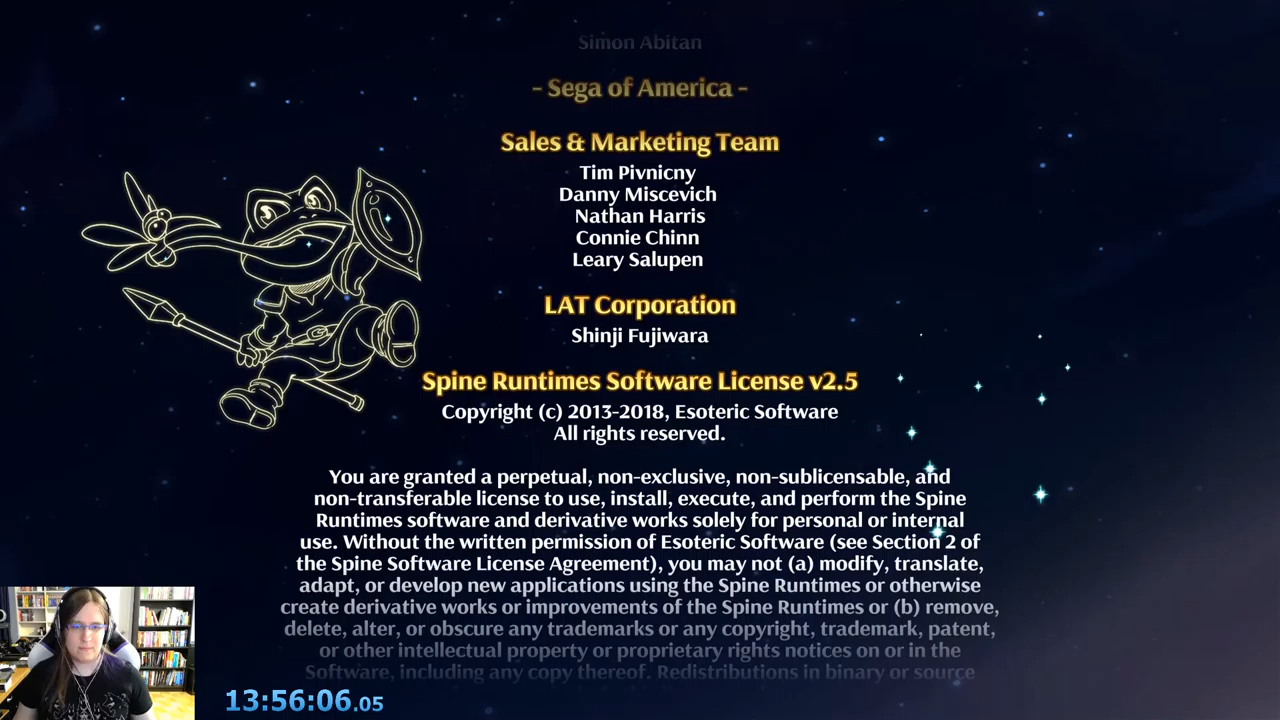 Simon Abitan
- Sega of America -
Sales & Marketing Team
Tim Pivnicny
Danny Miscevich
Nathan Harris
Connie Chinn
Leary Salupen
LAT Corporation
Shinji Fujiwara
Spine Runtimes Software License v2.5
Copyright (c) 2013-2018, Esoteric Software
All rights reserved.
You are granted a perpetual, non-exclusive, non-sublicensable, and
non-transferable license to use, install, execute, and perform the Spine
Runtimes software and derivative works solely for personal or internal
use. Without the written permission of Esoteric Software (see Section 2 of
the Spine Software License Agreement), you may not (a) modify, translate,
adapt, or develop new applications using the Spine Runtimes or otherwise
create derivative works or improvements of the Spine Runtimes or (b) remove,
delete, alter, or obscure any trademarks or any copyright, trademark, patent,
or other intellectual property or proprietary rights notices on or in the
Software, including any copy thereof. Redistributions in binary or source
13:56:06.05